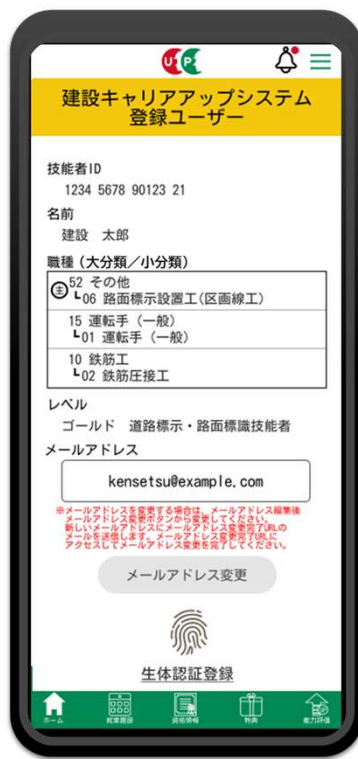 UP
建設キャリアアップシステム
登録ユーザー
技能者ID
1234 5678 90123 21
名前
建設 太郎
職種（大分類／小分類）
主 52 その他
┗06 路面標示設置工(区画線工)
15 運転手（一般）
┗01 運転手（一般）
10 鉄筋工
┗02 鉄筋圧接工
レベル
ゴールド 道路標示・路面標識技能者
メールアドレス
kensetsu@example.com
※メールアドレスを変更する場合は、メールアドレス編集後
メールアドレス変更ボタンから変更してください。
新しいメールアドレスにメールアドレス変更完了URLの
メールを送信します。メールアドレス変更完了URLに
アクセスしてメールアドレス変更を完了してください。
メールアドレス変更
生体認証登録
ホーム 就業履歴 資格情報 特典 能力評価